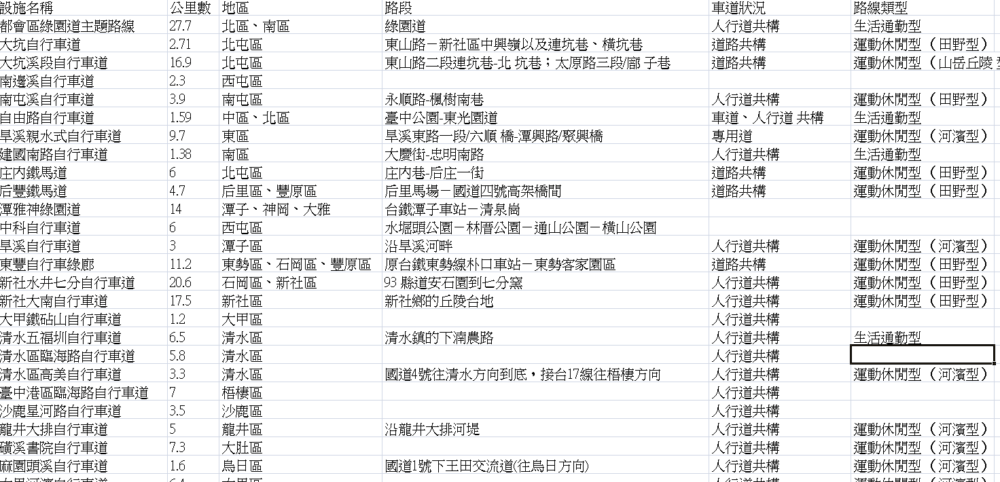 設施名稱 公里數 地區 路段 車道狀況 路線類型
都會區綠園道主題路線 27.7 北區、南區 綠園道 人行道共構 生活通勤型
大坑自行車道 2.71 北屯區 東山路－新社區中興嶺以及連坑巷、橫坑巷 道路共構 運動休閒型（田野型）
大坑溪段自行車道 16.9 北屯區 東山路二段連坑巷-北 坑巷；太原路三段/廍 子巷 道路共構 運動休閒型（山岳丘陵
南邊溪自行車道 2.3 西屯區
南屯溪自行車道 3.9 南屯區 永順路-楓樹南巷 人行道共構 運動休閒型（田野型）
自由路自行車道 1.59 中區、北區 臺中公園-東光園道 車道、人行道 共構 生活通勤型
旱溪親水式自行車道 9.7 東區 旱溪東路一段/六順 橋-潭興路/聚興橋 專用道 運動休閒型（河濱型）
建國南路自行車道 1.38 南區 大慶街-忠明南路 人行道共構 生活通勤型
庄內鐵馬道 6 北屯區 庄內巷-后庄一街 道路共構 運動休閒型（田野型）
后豐鐵馬道 4.7 后里區、豐原區 后里馬場－國道四號高架橋間 道路共構 運動休閒型（田野型）
潭雅神綠園道 14 潭子、神岡、大雅 台鐵潭子車站－清泉崗
中科自行車道 6 西屯區 水堀頭公園－林厝公園－通山公園－橫山公園
旱溪自行車道 3 潭子區 沿旱溪河畔 人行道共構 運動休閒型（河濱型）
東豐自行車綠廊 11.2 東勢區、石岡區、豐原區 原台鐵東勢線朴口車站－東勢客家園區 道路共構 運動休閒型（田野型）
新社水井七分自行車道 20.6 石岡區、新社區 93 縣道安石園到七分窯 人行道共構 運動休閒型（田野型）
新社大南自行車道 17.5 新社區 新社鄉的丘陵台地 人行道共構 運動休閒型（田野型）
大甲鐵砧山自行車道 1.2 大甲區 人行道共構
清水五福圳自行車道 6.5 清水區 清水鎮的下湳農路 人行道共構 生活通勤型
清水區臨海路自行車道 5.8 清水區 人行道共構
清水區高美自行車道 3.3 清水區 國道4號往清水方向到底，接台17線往梧棲方向 人行道共構 運動休閒型（河濱型）
臺中港區臨海路自行車道 7 梧棲區 人行道共構
沙鹿星河路自行車道 3.5 沙鹿區 人行道共構
龍井大排自行車道 5 龍井區 沿龍井大排河堤 人行道共構 運動休閒型（河濱型）
磺溪書院自行車道 7.3 大肚區 人行道共構 運動休閒型（河濱型）
麻園頭溪自行車道 1.6 烏日區 國道1號下王田交流道(往烏日方向) 人行道共構 運動休閒型（河濱型）